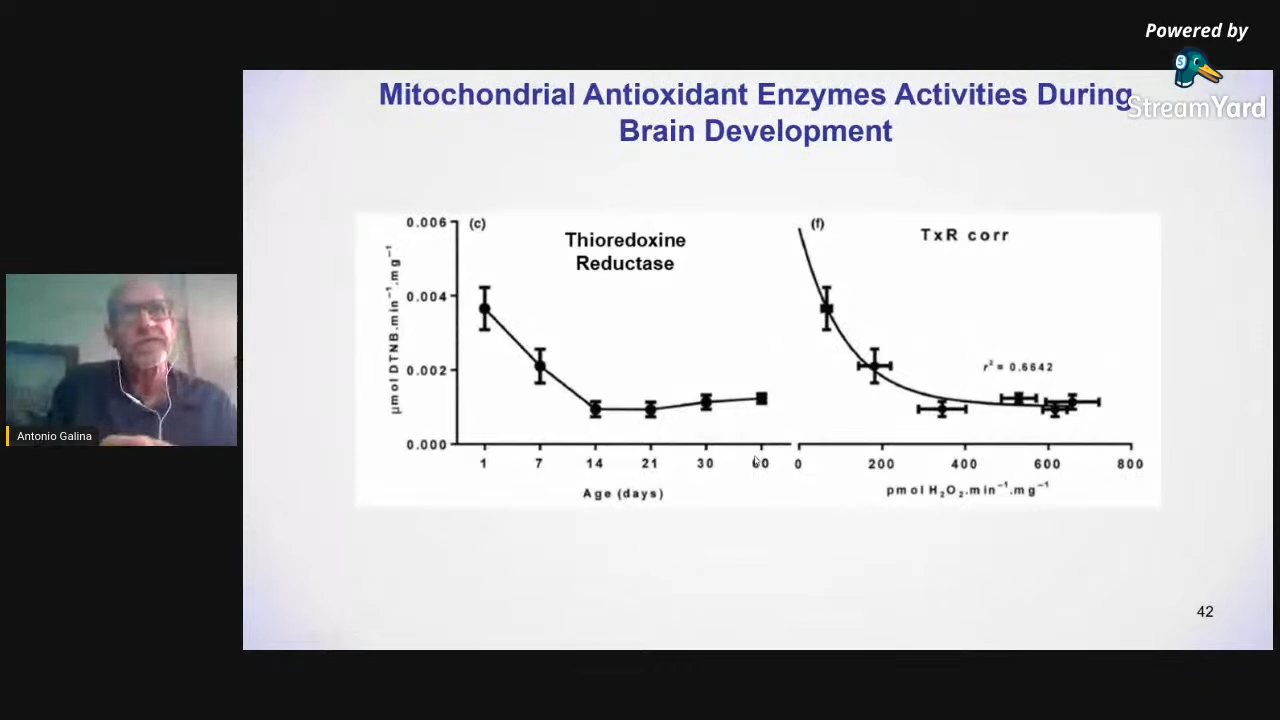 Powered by
StreamYard
Mitochondrial Antioxidant Enzymes Activities During
Brain Development
(c)
Thioredoxine
Reductase
0.006
0.004
0.002
0.000
µmol DTNB.min⁻¹.mg⁻¹
1 7 14 21 30 60
Age (days)
(f)
TxR corr
r² = 0.6642
0 200 400 600 800
pmol H₂O₂.min⁻¹.mg⁻¹
Antonio Galina
42